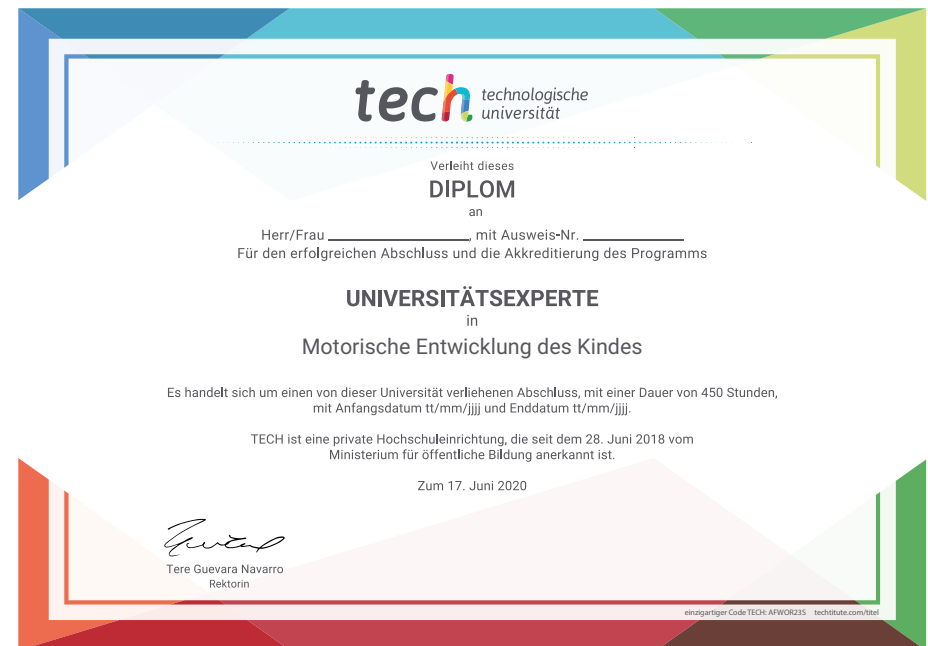 tech technologische
universität
Verleiht dieses
DIPLOM
an
Herr/Frau ____________, mit Ausweis-Nr. ____________
Für den erfolgreichen Abschluss und die Akkreditierung des Programms
UNIVERSITÄTSEXPERTE
in
Motorische Entwicklung des Kindes
Es handelt sich um einen von dieser Universität verliehenen Abschluss, mit einer Dauer von 450 Stunden,
mit Anfangsdatum tt/mm/jjjj und Enddatum tt/mm/jjjj.
TECH ist eine private Hochschuleinrichtung, die seit dem 28. Juni 2018 vom
Ministerium für öffentliche Bildung anerkannt ist.
Zum 17. Juni 2020
Tere Guevara Navarro
Rektorin
einzigartiger Code TECH: AFWOR23S techtitute.com/titel